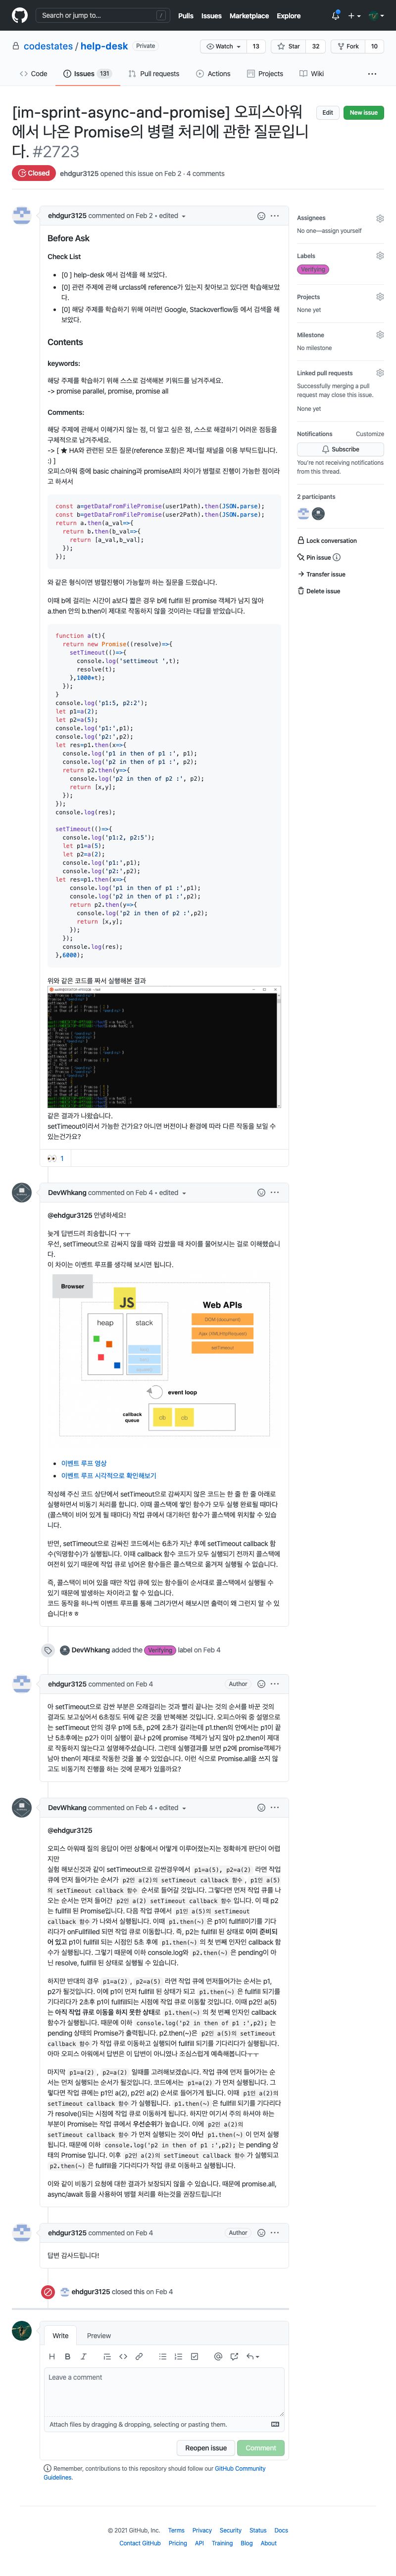 Search or jump to...
/
Pulls Issues Marketplace Explore
codestates / help-desk Private
Watch 13 Star 32 Fork 10
Code Issues 131 Pull requests Actions Projects Wiki
[im-sprint-async-and-promise] 오피스아워
에서 나온 Promise의 병렬 처리에 관한 질문입니
다. #2723
Edit New issue
Closed ehdgur3125 opened this issue on Feb 2 · 4 comments
ehdgur3125 commented on Feb 2 • edited
Before Ask
Check List
[O ] help-desk 에서 검색을 해 보았다.
[O] 관련 주제에 관해 urclass에 reference가 있는지 찾아보고 있다면 학습해보았
다.
[O] 해당 주제를 학습하기 위해 여러번 Google, Stackoverflow등 에서 검색을 해
보았다.
Contents
keywords:
해당 주제를 학습하기 위해 스스로 검색해본 키워드를 남겨주세요.
-> promise parallel, promise, promise all
Comments:
해당 주제에 관해서 이해가지 않는 점, 더 알고 싶은 점, 스스로 해결하기 어려운 점등을
구체적으로 남겨주세요.
-> [ ★ HA와 관련된 모든 질문(reference 포함)은 제너럴 채널을 이용 부탁드립니다.
:) ]
오피스아워 중에 basic chaining과 promiseAll의 차이가 병렬로 진행이 가능한 점이라
고 하셔서
const a=getDataFromFilePromise(user1Path).then(JSON.parse);
const b=getDataFromFilePromise(user2Path).then(JSON.parse);
return a.then(a_val=>{
return b.then(b_val=>{
return [a_val,b_val];
});
});
와 같은 형식이면 병렬진행이 가능할까 하는 질문을 드렸습니다.
이때 b에 걸리는 시간이 a보다 짧은 경우 b에 fulfill 된 promise 객체가 남지 않아
a.then 안의 b.then이 제대로 작동하지 않을 것이라는 대답을 받았습니다.
function a(t){
return new Promise((resolve)=>{
setTimeout(()=>{
console.log('settimeout ',t);
resolve(t);
},1000*t);
});
}
console.log('p1:5, p2:2');
let p1=a(2);
let p2=a(5);
console.log('p1:',p1);
console.log('p2:',p2);
let res=p1.then(x=>{
console.log('p1 in then of p1 :', p1);
console.log('p2 in then of p1 :', p2);
return p2.then(y=>{
console.log('p2 in then of p2 :', p2);
return [x,y];
});
})
console.log(res);
setTimeout(()=>{
console.log('p1:2, p2:5');
let p1=a(5);
let p2=a(2);
console.log('p1:',p1);
console.log('p2:',p2);
let res=p1.then(x=>{
console.log('p1 in then of p1 :',p1);
console.log('p2 in then of p1 :',p2);
return p2.then(y=>{
console.log('p2 in then of p2 :',p2);
return [x,y];
});
});
console.log(res);
},6000);
위와 같은 코드를 짜서 실행해본 결과
같은 결과가 나왔습니다.
setTimeout이라서 가능한 건가요? 아니면 버전이나 환경에 따라 다른 작동을 보일 수
있는건가요?
👀 1
DevWhkang commented on Feb 4 • edited
@ehdgur3125 안녕하세요!
늦게 답변드려 죄송합니다 ㅜㅜ
우선, setTimeout으로 감싸지 않을 때와 감쌌을 때 차이를 물어보시는 걸로 이해했습니
다.
이 차이는 이벤트 루프를 생각해 보시면 됩니다.
Browser
JS
heap stack
Web APIs
DOM (document)
Ajax (XMLHttpRequest)
setTimeout
event loop
callback
queue
cb cb
이벤트 루프 영상
이벤트 루프 시각적으로 확인해보기
작성해 주신 코드 상단에서 setTimeout으로 감싸지지 않은 코드는 한 줄 한 줄 아래로
실행하면서 비동기 처리를 합니다. 이때 콜스택에 쌓인 함수가 모두 실행 완료될 때마다
(콜스택이 비어 있게 될 때마다) 작업 큐에서 대기하던 함수가 콜스택에 위치할 수 있습
니다.
반면, setTimeout으로 감싸진 코드에서는 6초가 지난 후에 setTimeout callback 함
수(익명함수)가 실행됩니다. 이때 callback 함수 코드가 모두 실행되기 전까지 콜스택에
여전히 있기 때문에 작업 큐로 넘어온 함수들은 콜스택으로 옮겨져 실행될 수 없습니다.
즉, 콜스택이 비어 있을 때만 작업 큐에 있는 함수들이 순서대로 콜스택에서 실행될 수
있기 때문에 발생하는 차이라고 할 수 있습니다.
코드 동작을 하나씩 이벤트 루프를 통해 그려가면서 해보시면 출력이 왜 그런지 알 수 있
습니다!ㅎㅎ
DevWhkang added the Verifying label on Feb 4
ehdgur3125 commented on Feb 4 Author
아 setTimeout으로 감싼 부분은 오래걸리는 것과 빨리 끝나는 것의 순서를 바꾼 것의
결과도 보고싶어서 6초정도 뒤에 같은 것을 반복해본 것입니다. 오피스아워 중 설명으로
는 setTimeout 안의 경우 p1에 5초, p2에 2초가 걸리는데 p1.then의 안에서는 p1이 끝
난 5초후에는 p2가 이미 실행이 끝나 p2에 promise 객체가 남지 않아 p2.then이 제대
로 작동하지 않는다고 설명해주셨습니다. 그런데 실행결과를 보면 p2에 promise객체가
남아 then이 제대로 작동한 것을 볼 수 있었습니다. 이런 식으로 Promise.all을 쓰지 않
고도 비동기적 진행을 하는 것에 문제가 있을까요?
DevWhkang commented on Feb 4 • edited
@ehdgur3125
오피스 아워때 질의 응답이 어떤 상황에서 어떻게 이루어졌는지는 정확하게 판단이 어렵
지만
실험 해보신것과 같이 setTimeout으로 감싼경우에서 p1=a(5), p2=a(2) 라면 작업
큐에 먼저 들어가는 순서가 p2인 a(2)의 setTimeout callback 함수 , p1인 a(5)
의 setTimeout callback 함수 순서로 들어갈 것입니다. 그렇다면 먼저 작업 큐를 나
오는 순서는 먼저 들어간 p2인 a(2) setTimeout callback 함수 입니다. 이 때 p2
는 fullfill 된 Promise입니다. 다음 작업 큐에서 p1인 a(5)의 setTimeout
callback 함수 가 나와서 실행됩니다. 이때 p1.then(~) 은 p1이 fullfill이기를 기다
리다가 onFullfilled 되면 작업 큐로 이동됩니다. 즉, p2는 fullfill 된 상태로 이미 준비되
어 있고 p1이 fullfill 되는 시점인 5초 후에 p1.then(~) 의 첫 번째 인자인 callback 함
수가 실행됩니다. 그렇기 때문에 이때 console.log와 p2.then(~) 은 pending이 아
닌 resolve, fullfill 된 상태로 실행될 수 있습니다.
하지만 반대의 경우 p1=a(2) , p2=a(5) 라면 작업 큐에 먼저들어가는 순서는 p1,
p2가 될것입니다. 이에 p1이 먼저 fullfill 된 상태가 되고 p1.then(~) 은 fullfill 되기를
기다리다가 2초후 p1이 fullfill되는 시점에 작업 큐로 이동할 것입니다. 이때 p2인 a(5)
는 아직 작업 큐로 이동을 하지 못한 상태로 p1.then(~) 의 첫 번째 인자인 callback
함수가 실행됩니다. 때문에 이때 console.log('p2 in then of p1 :',p2); 는
pending 상태의 Promise가 출력됩니다. p2.then(~)은 p2인 a(5)의 setTimeout
callback 함수 가 작업 큐로 이동하고 실행되어 fullfill 되기를 기다리다가 실행됩니다.
아마 오피스 아워에서 답변은 이 답변이 아니였나 조심스럽게 예측해봅니다ㅜㅜ
마지막 p1=a(2), p2=a(2) 일때를 고려해보겠습니다. 먼저 작업 큐에 먼저 들어가는 순
서는 먼저 실행되는 순서가 될것입니다. 코드에서는 p1=a(2) 가 먼저 실행됩니다. 그
렇다면 작업 큐에는 p1인 a(2), p2인 a(2) 순서로 들어가게 됩니다. 이때 p1인 a(2)의
setTimeout callback 함수 가 실행됩니다. p1.then(~) 은 fullfill 되기를 기다리다
가 resolve()되는 시점에 작업 큐로 이동하게 됩니다. 하지만 여기서 주의 하셔야 하는
부분이 Promise는 작업 큐에서 우선순위가 높습니다. 이에 p2인 a(2)의
setTimeout callback 함수 가 먼저 실행되는 것이 아닌 p1.then(~) 이 먼저 실행
됩니다. 때문에 이때 console.log('p2 in then of p1 :',p2); 는 pending 상
태의 Promise 입니다. 이후 p2인 a(2)의 setTimeout callback 함수 가 실행되고
p2.then(~) 은 fullfill을기다리다가 작업 큐로 이동하고 실행됩니다.
이와 같이 비동기 요청에 대한 결과가 보장되지 않을 수 있습니다. 때문에 promise.all,
async/await 등을 사용하여 병렬 처리를 하는것을 권장드립니다!
ehdgur3125 commented on Feb 4 Author
답변 감사드립니다!
ehdgur3125 closed this on Feb 4
Write Preview
Leave a comment
Attach files by dragging & dropping, selecting or pasting them.
Reopen issue Comment
Remember, contributions to this repository should follow our GitHub Community
Guidelines.
Assignees
No one—assign yourself
Labels
Verifying
Projects
None yet
Milestone
No milestone
Linked pull requests
Successfully merging a pull
request may close this issue.
None yet
Notifications Customize
Subscribe
You're not receiving notifications
from this thread.
2 participants
Lock conversation
Pin issue
Transfer issue
Delete issue
© 2021 GitHub, Inc. Terms Privacy Security Status Docs
Contact GitHub Pricing API Training Blog About